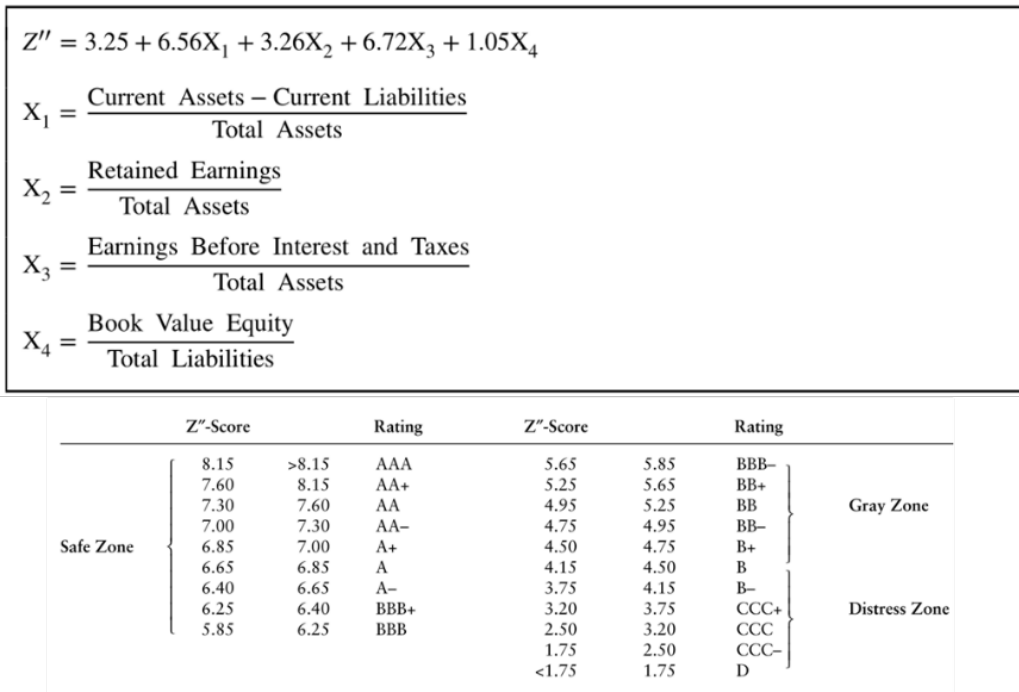 Z″ = 3.25 + 6.56X₁ + 3.26X₂ + 6.72X₃ + 1.05X₄
X₁ = Current Assets – Current Liabilities
Total Assets
X₂ = Retained Earnings
Total Assets
X₃ = Earnings Before Interest and Taxes
Total Assets
X₄ = Book Value Equity
Total Liabilities
Z″-Score Rating Z″-Score Rating
8.15 >8.15 AAA 5.65 5.85 BBB–
7.60 8.15 AA+ 5.25 5.65 BB+
7.30 7.60 AA 4.95 5.25 BB Gray Zone
7.00 7.30 AA– 4.75 4.95 BB–
Safe Zone 6.85 7.00 A+ 4.50 4.75 B+
6.65 6.85 A 4.15 4.50 B
6.40 6.65 A– 3.75 4.15 B–
6.25 6.40 BBB+ 3.20 3.75 CCC+ Distress Zone
5.85 6.25 BBB 2.50 3.20 CCC
1.75 2.50 CCC–
<1.75 1.75 D